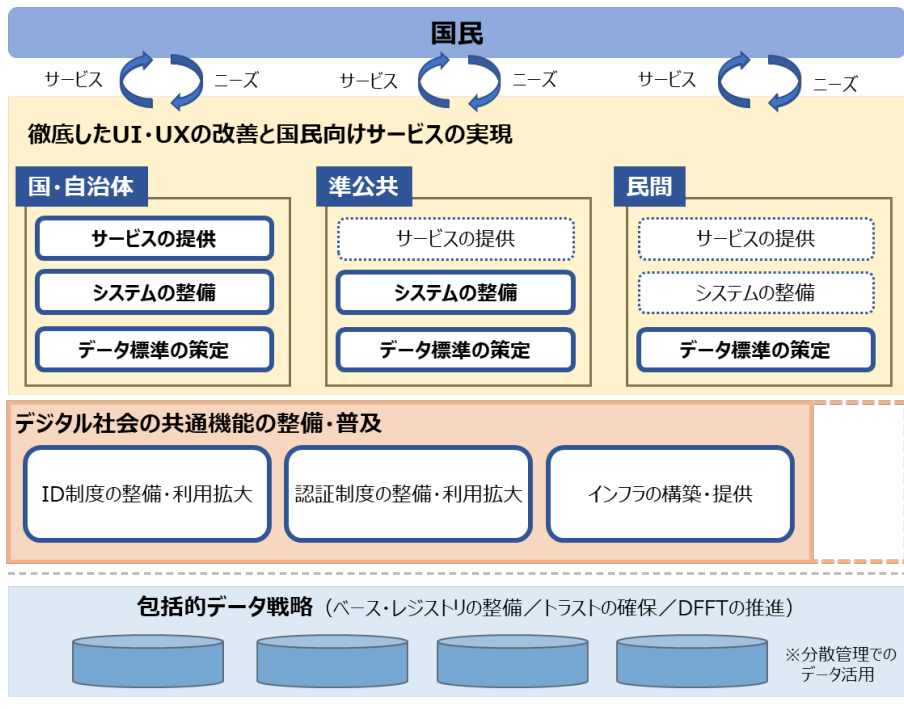 国民
サービス ニーズ サービス ニーズ サービス ニーズ
徹底したUI・UXの改善と国民向けサービスの実現
国・自治体
サービスの提供
システムの整備
データ標準の策定
準公共
サービスの提供
システムの整備
データ標準の策定
民間
サービスの提供
システムの整備
データ標準の策定
デジタル社会の共通機能の整備・普及
ID制度の整備・利用拡大
認証制度の整備・利用拡大
インフラの構築・提供
包括的データ戦略（ベース・レジストリの整備／トラストの確保／DFFTの推進）
※分散管理での
データ活用